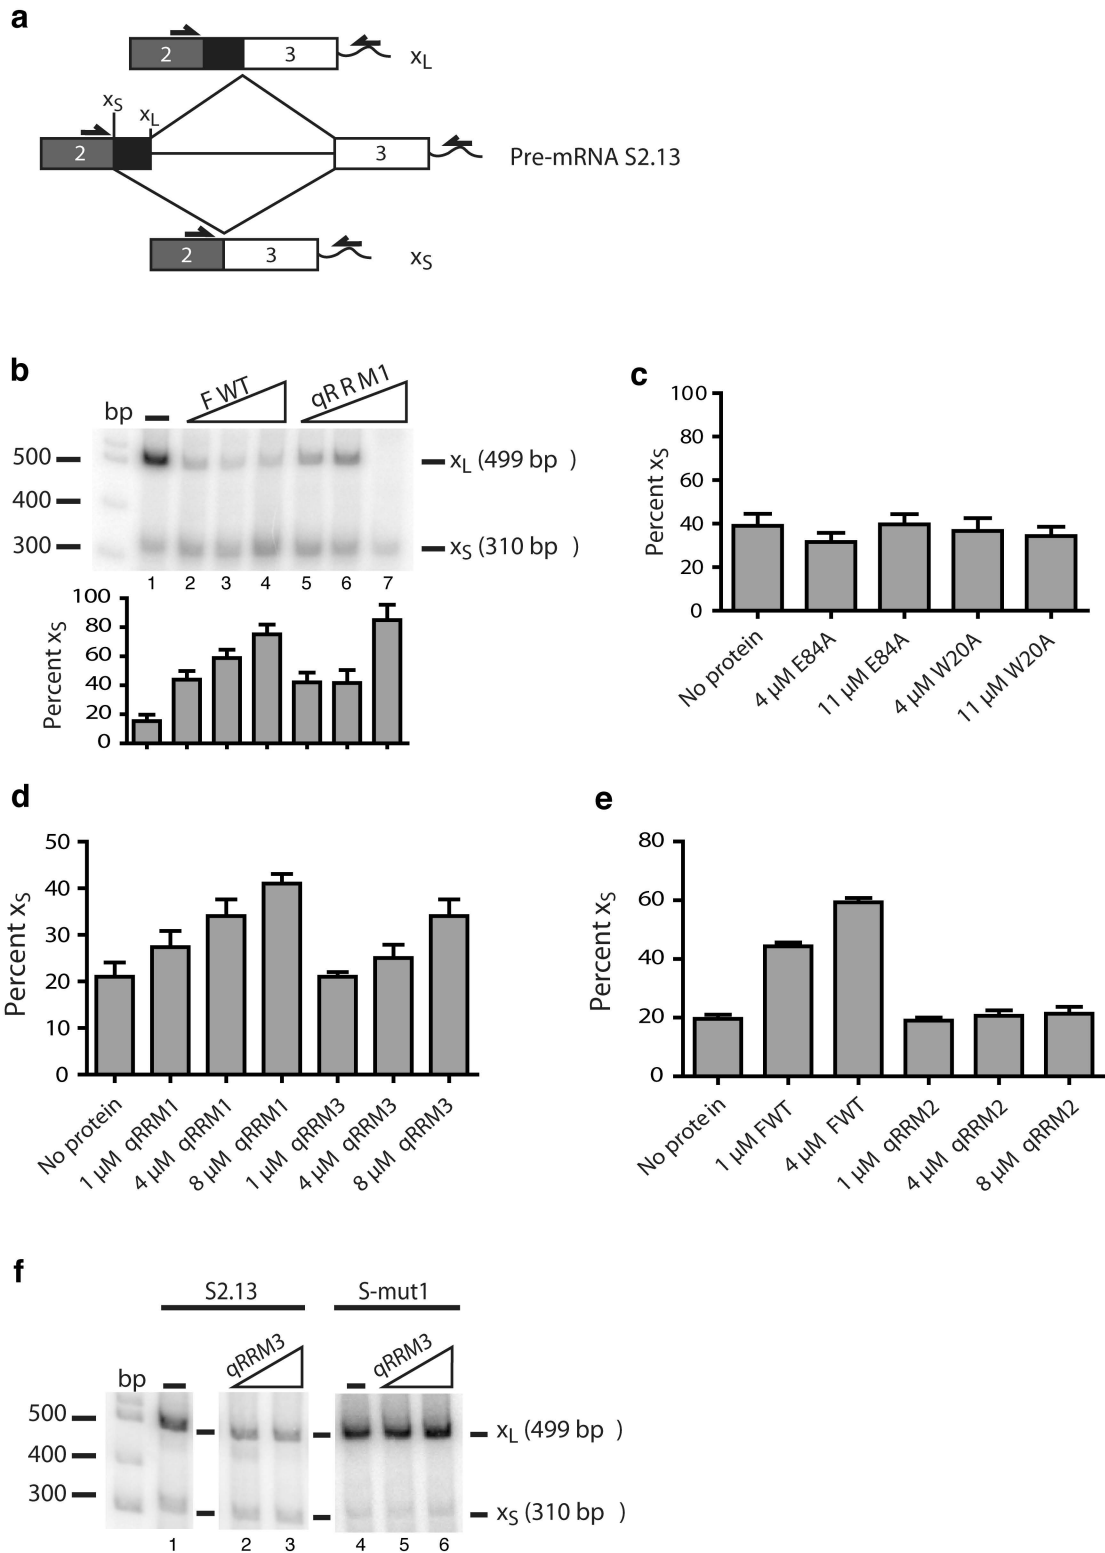 a
2 3 xL
xS xL
2 3 Pre-mRNA S2.13
2 3 xS
b
bp F WT qR R M1
500 xL (499 bp )
400
300 xS (310 bp )
1 2 3 4 5 6 7
Percent xS
100
80
60
40
20
0
c
Percent xS
100
80
60
40
20
0
No protein
4 µM E84A
11 µM E84A
4 µM W20A
11 µM W20A
d
Percent xS
50
40
30
20
10
0
No protein
1 µM qRRM1
4 µM qRRM1
8 µM qRRM1
1 µM qRRM3
4 µM qRRM3
8 µM qRRM3
e
Percent xS
80
60
40
20
0
No protein
1 µM FWT
4 µM FWT
1 µM qRRM2
4 µM qRRM2
8 µM qRRM2
f
S2.13 S-mut1
bp qRRM3 qRRM3
500 xL (499 bp )
400
300 xS (310 bp )
1 2 3 4 5 6